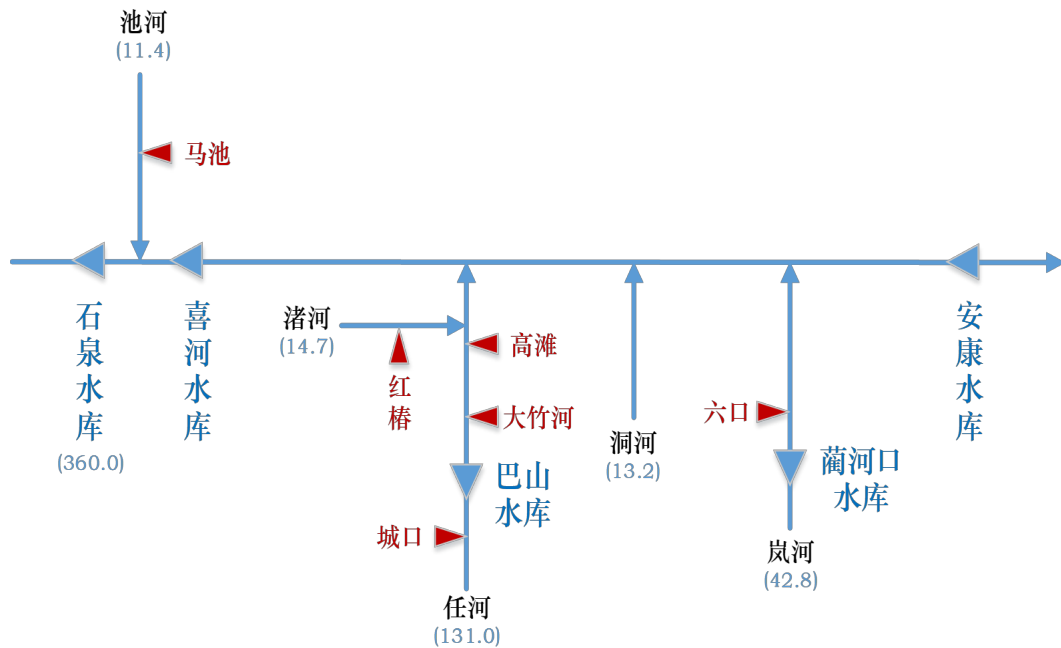 池河
(11.4)
马池
石泉水库
(360.0)
喜河水库
渚河
(14.7)
红椿
高滩
大竹河
巴山
水库
城口
任河
(131.0)
洞河
(13.2)
六口
蔺河口
水库
岚河
(42.8)
安康水库